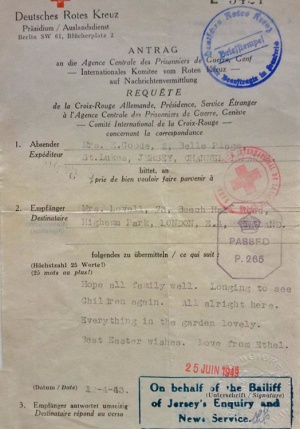 Deutsches Rotes Kreuz
Präsidium / Auslandsdienst
Berlin SW 61, Blücherplatz 2
ANTRAG
an die Agence Centrale des Prisonniers de Guerre, Genf
— Internationales Komitee vom Roten Kreuz —
auf Nachrichtenvermittlung
REQUÊTE
de la Croix-Rouge Allemande, Présidence, Service Étranger
à l'Agence Centrale des Prisonniers de Guerre, Genève
— Comité International de la Croix-Rouge —
concernant la correspondance
1. Absender
Expéditeur
bittet, an
prie de bien vouloir faire parvenir à
2. Empfänger
Destinataire
Mrs. Lovell,
Higham Park, LONDON,
PASSED
P. 265
folgendes zu übermitteln / ce qui suit:
(Höchstzahl 25 Worte!)
(25 mots au plus!)
Hope all family well. Longing to see
Children again. All alright here.
Everything in the garden lovely.
Best Easter wishes. Love from Ethel.
25 JUIN 1943
(Datum / Date)
(Unterschrift / Signature)
On behalf of the Bailiff
of Jersey's Enquiry and
News Service.
3. Empfänger antwortet umseitig
Destinataire répond au verso